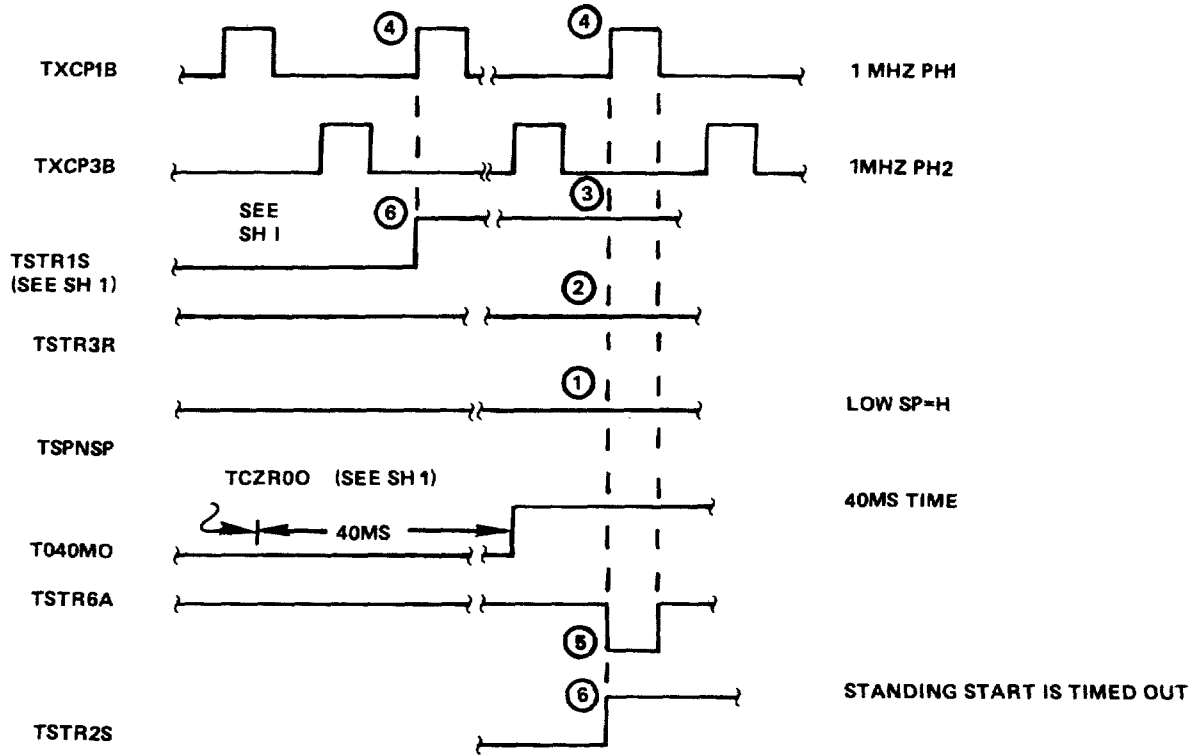 ④ ④
TXCP1B 1 MHZ PH1
TXCP3B 1MHZ PH2
③
SEE
SH I
⑥
TSTR1S
(SEE SH 1)
②
TSTR3R
①
LOW SP=H
TSPNSP
TCZR0O (SEE SH 1)
40MS TIME
40MS
T040MO
TSTR6A
⑤
⑥ STANDING START IS TIMED OUT
TSTR2S